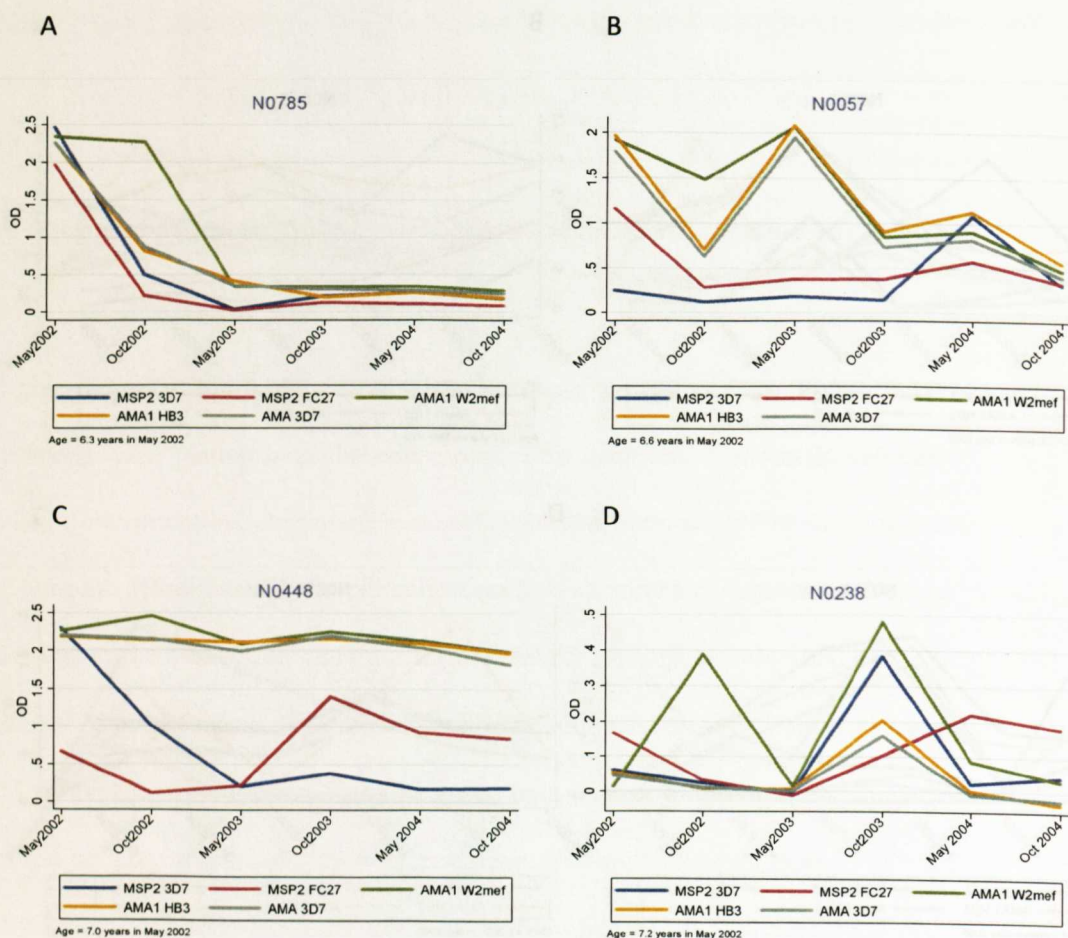 A
N0785
OD
2.5
2
1.5
1
.5
0
May2002 Oct2002 May2003 Oct2003 May 2004 Oct 2004
MSP2 3D7 MSP2 FC27 AMA1 W2mef
AMA1 HB3 AMA 3D7
Age = 6.3 years in May 2002
B
N0057
OD
2
1.5
1
.5
0
May2002 Oct2002 May2003 Oct2003 May 2004 Oct 2004
MSP2 3D7 MSP2 FC27 AMA1 W2mef
AMA1 HB3 AMA 3D7
Age = 6.6 years in May 2002
C
N0448
OD
2.5
2
1.5
1
.5
0
May2002 Oct2002 May2003 Oct2003 May 2004 Oct 2004
MSP2 3D7 MSP2 FC27 AMA1 W2mef
AMA1 HB3 AMA 3D7
Age = 7.0 years in May 2002
D
N0238
OD
.5
.4
.3
.2
.1
0
May2002 Oct2002 May2003 Oct2003 May 2004 Oct 2004
MSP2 3D7 MSP2 FC27 AMA1 W2mef
AMA1 HB3 AMA 3D7
Age = 7.2 years in May 2002